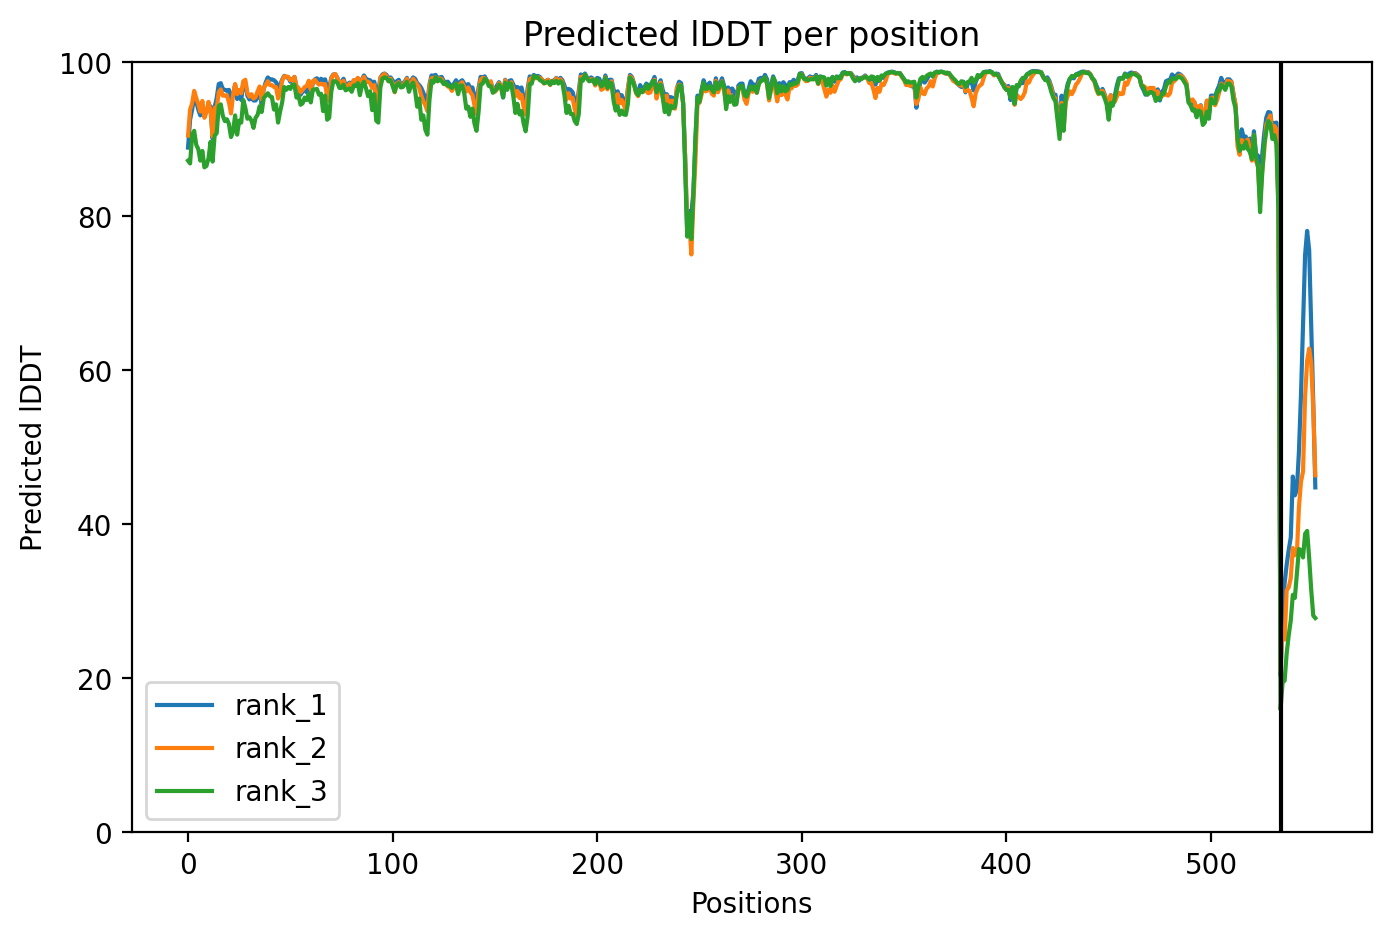 Predicted lDDT per position
100
80
60
40
20
0
Predicted lDDT
rank_1
rank_2
rank_3
0 100 200 300 400 500
Positions